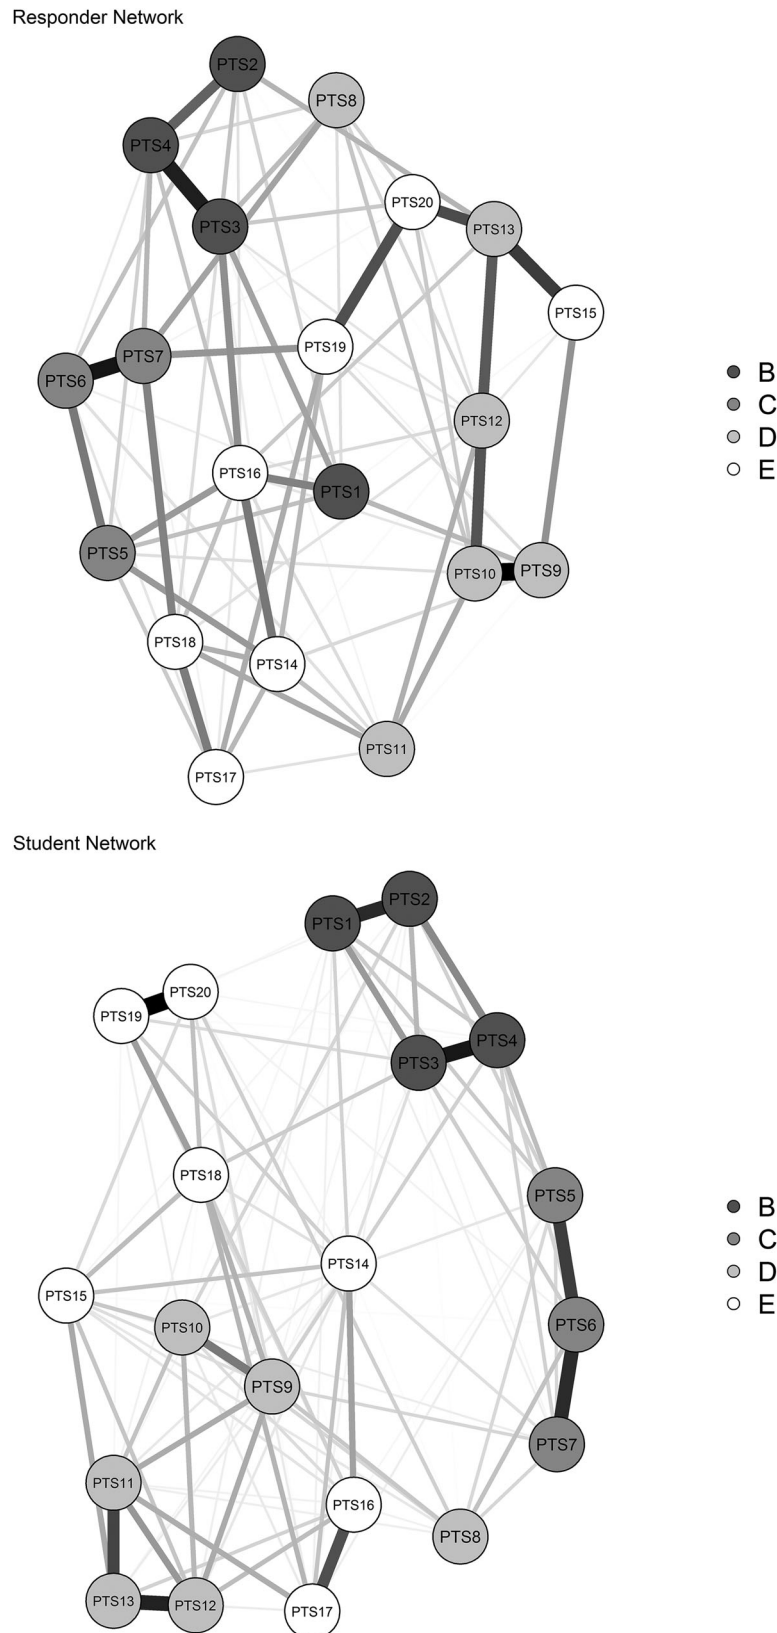 Responder Network
PTS2
PTS8
PTS4
PTS20
PTS3
PTS13
PTS15
PTS19
PTS7
PTS6
PTS12
B
C
D
E
PTS16
PTS1
PTS5
PTS10
PTS9
PTS18
PTS14
PTS11
PTS17
Student Network
PTS2
PTS1
PTS20
PTS19
PTS4
PTS3
PTS18
PTS5
PTS14
PTS15
PTS10
PTS6
B
C
D
E
PTS9
PTS7
PTS11
PTS16
PTS8
PTS13
PTS12
PTS17